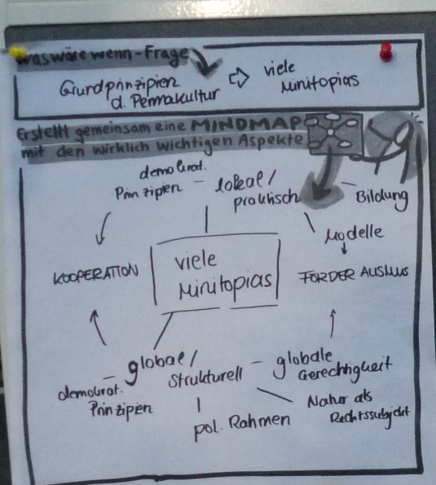 Was wäre wenn-Frage
Grundprinzipien
d. Permakultur
viele
Minitopias
Erstellt gemeinsam eine MINDMAP
mit den wirklich wichtigen Aspekte
demokrat.
Prinzipien - lokal/
praktisch
- Bildung
Modelle
KOOPERATION
viele
Minitopias
global/
strukturell
- globale
Gerechtigkeit
demokrat.
Prinzipien
pol. Rahmen
Natur als
Rechtssubjekt